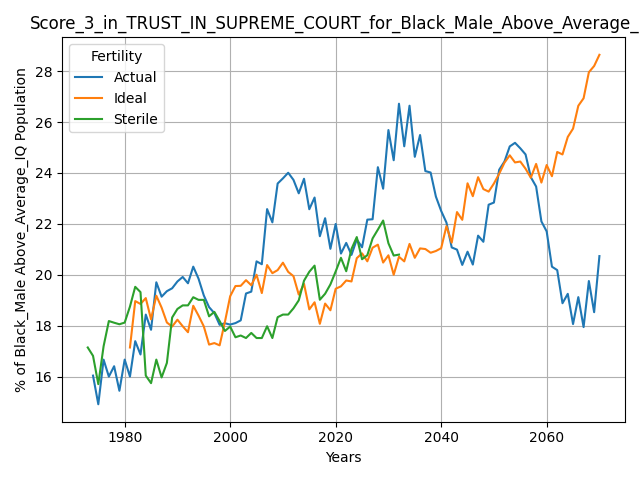 Score_3_in_TRUST_IN_SUPREME_COURT_for_Black_Male_Above_Average_
Fertility
Actual
Ideal
Sterile
% of Black_Male Above_Average_IQ Population
28
26
24
22
20
18
16
1980 2000 2020 2040 2060
Years